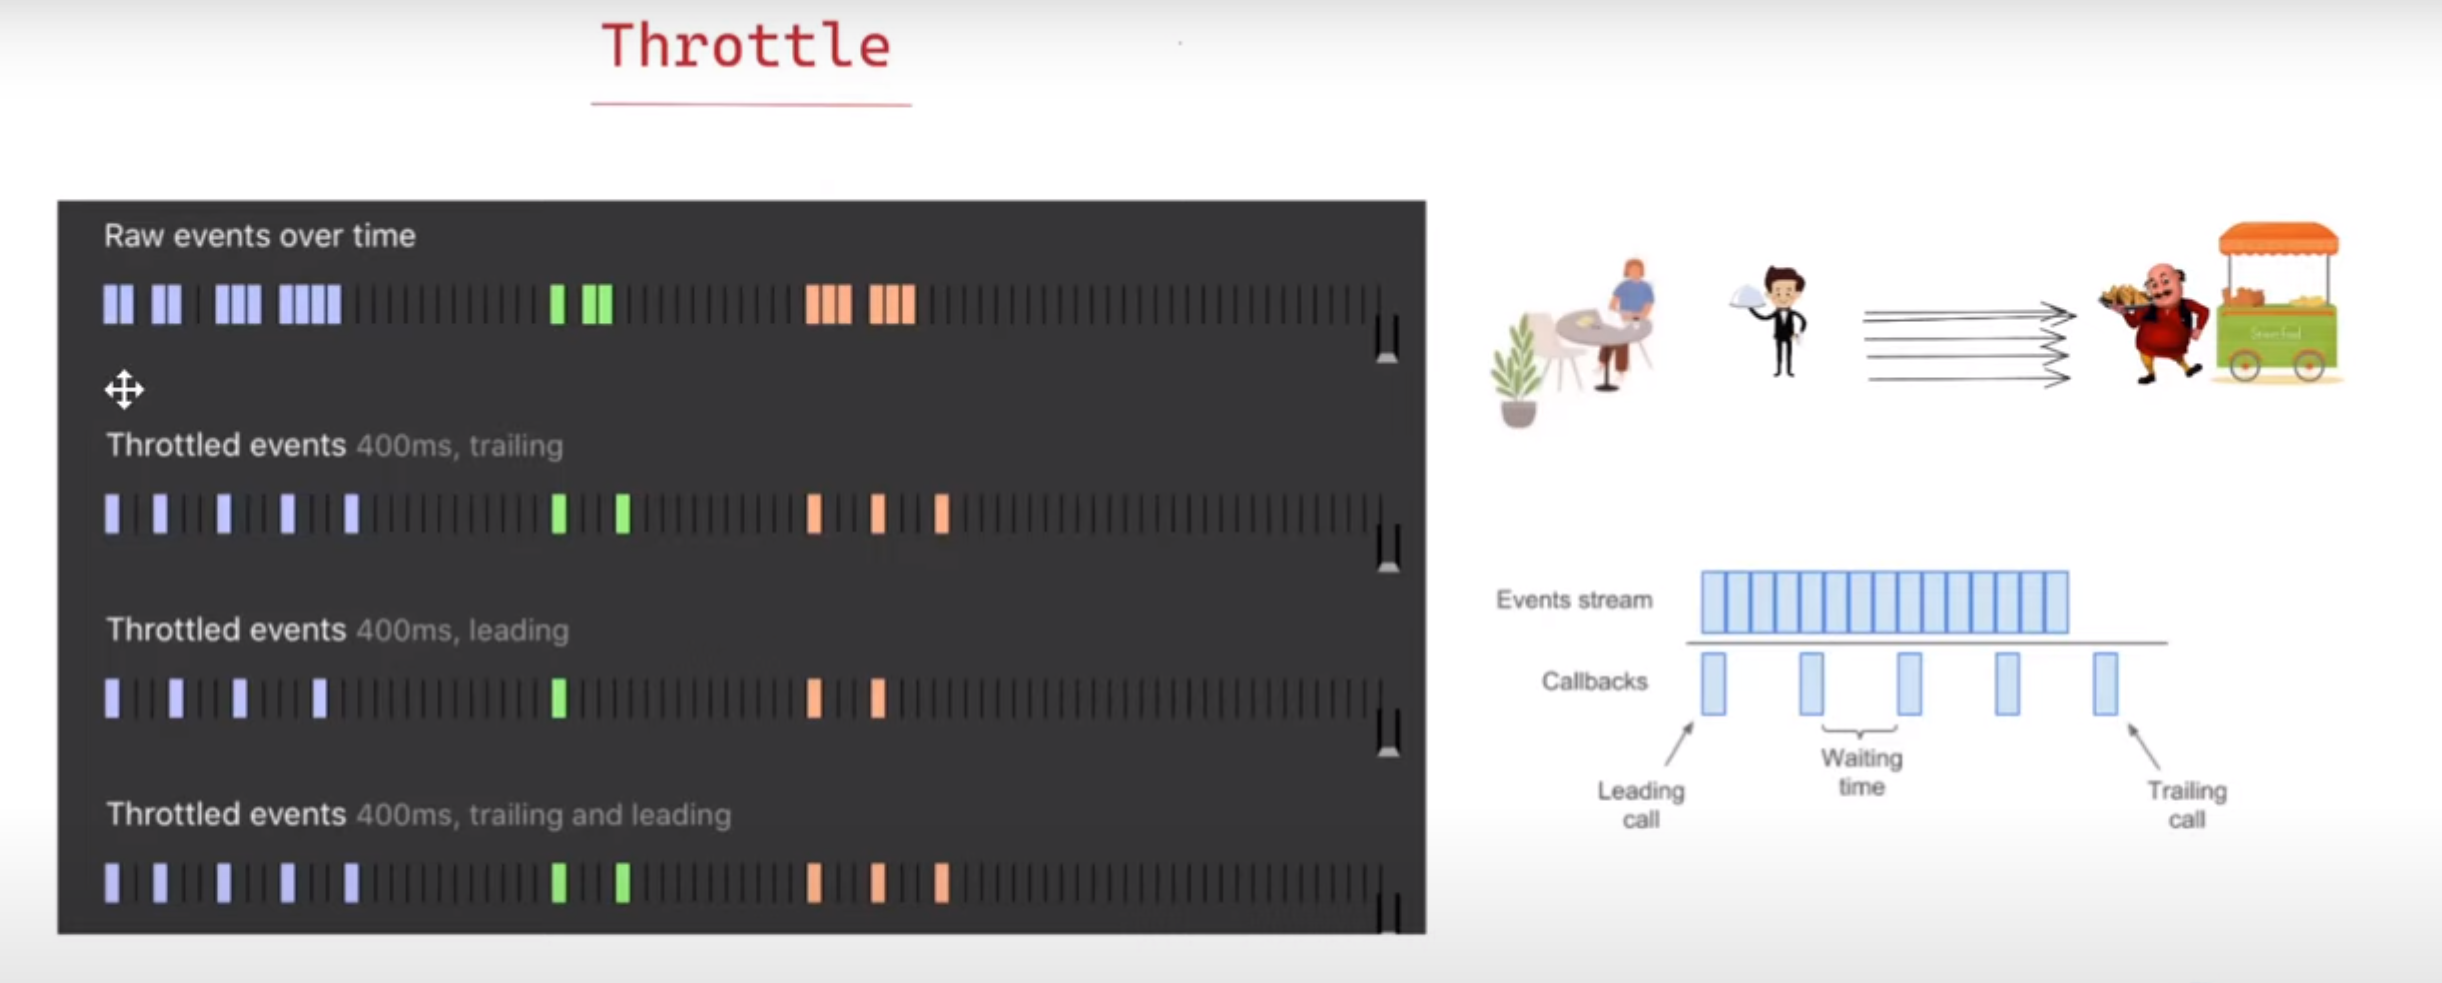 Throttle
Raw events over time
Throttled events 400ms, trailing
Throttled events 400ms, leading
Throttled events 400ms, trailing and leading
Street Food
Events stream
Callbacks
Waiting
time
Leading
call
Trailing
call